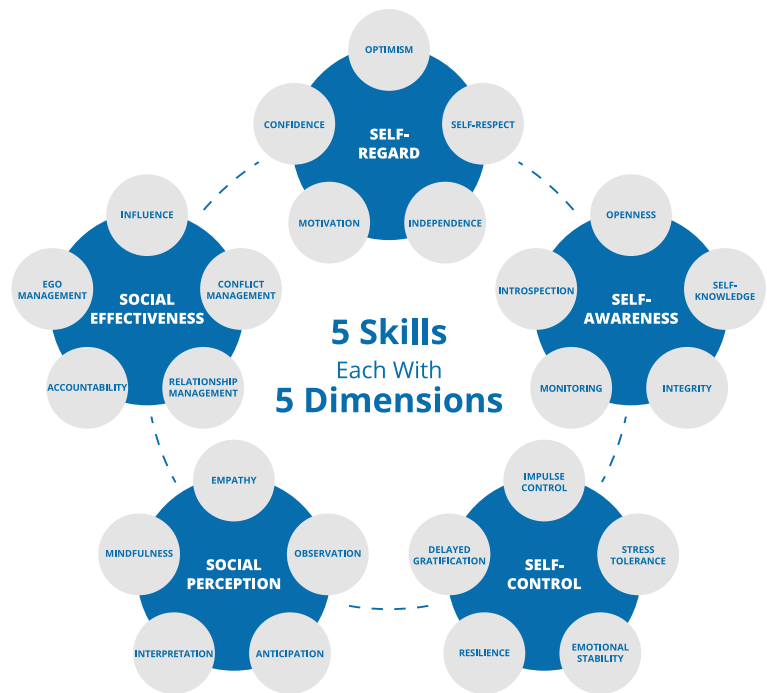 OPTIMISM
CONFIDENCE
SELF-RESPECT
SELF-
REGARD
MOTIVATION
INDEPENDENCE
INFLUENCE
EGO
MANAGEMENT
CONFLICT
MANAGEMENT
SOCIAL
EFFECTIVENESS
ACCOUNTABILITY
RELATIONSHIP
MANAGEMENT
OPENNESS
INTROSPECTION
SELF-
KNOWLEDGE
SELF-
AWARENESS
MONITORING
INTEGRITY
5 Skills
Each With
5 Dimensions
EMPATHY
MINDFULNESS
OBSERVATION
SOCIAL
PERCEPTION
INTERPRETATION
ANTICIPATION
IMPULSE
CONTROL
DELAYED
GRATIFICATION
STRESS
TOLERANCE
SELF-
CONTROL
RESILIENCE
EMOTIONAL
STABILITY